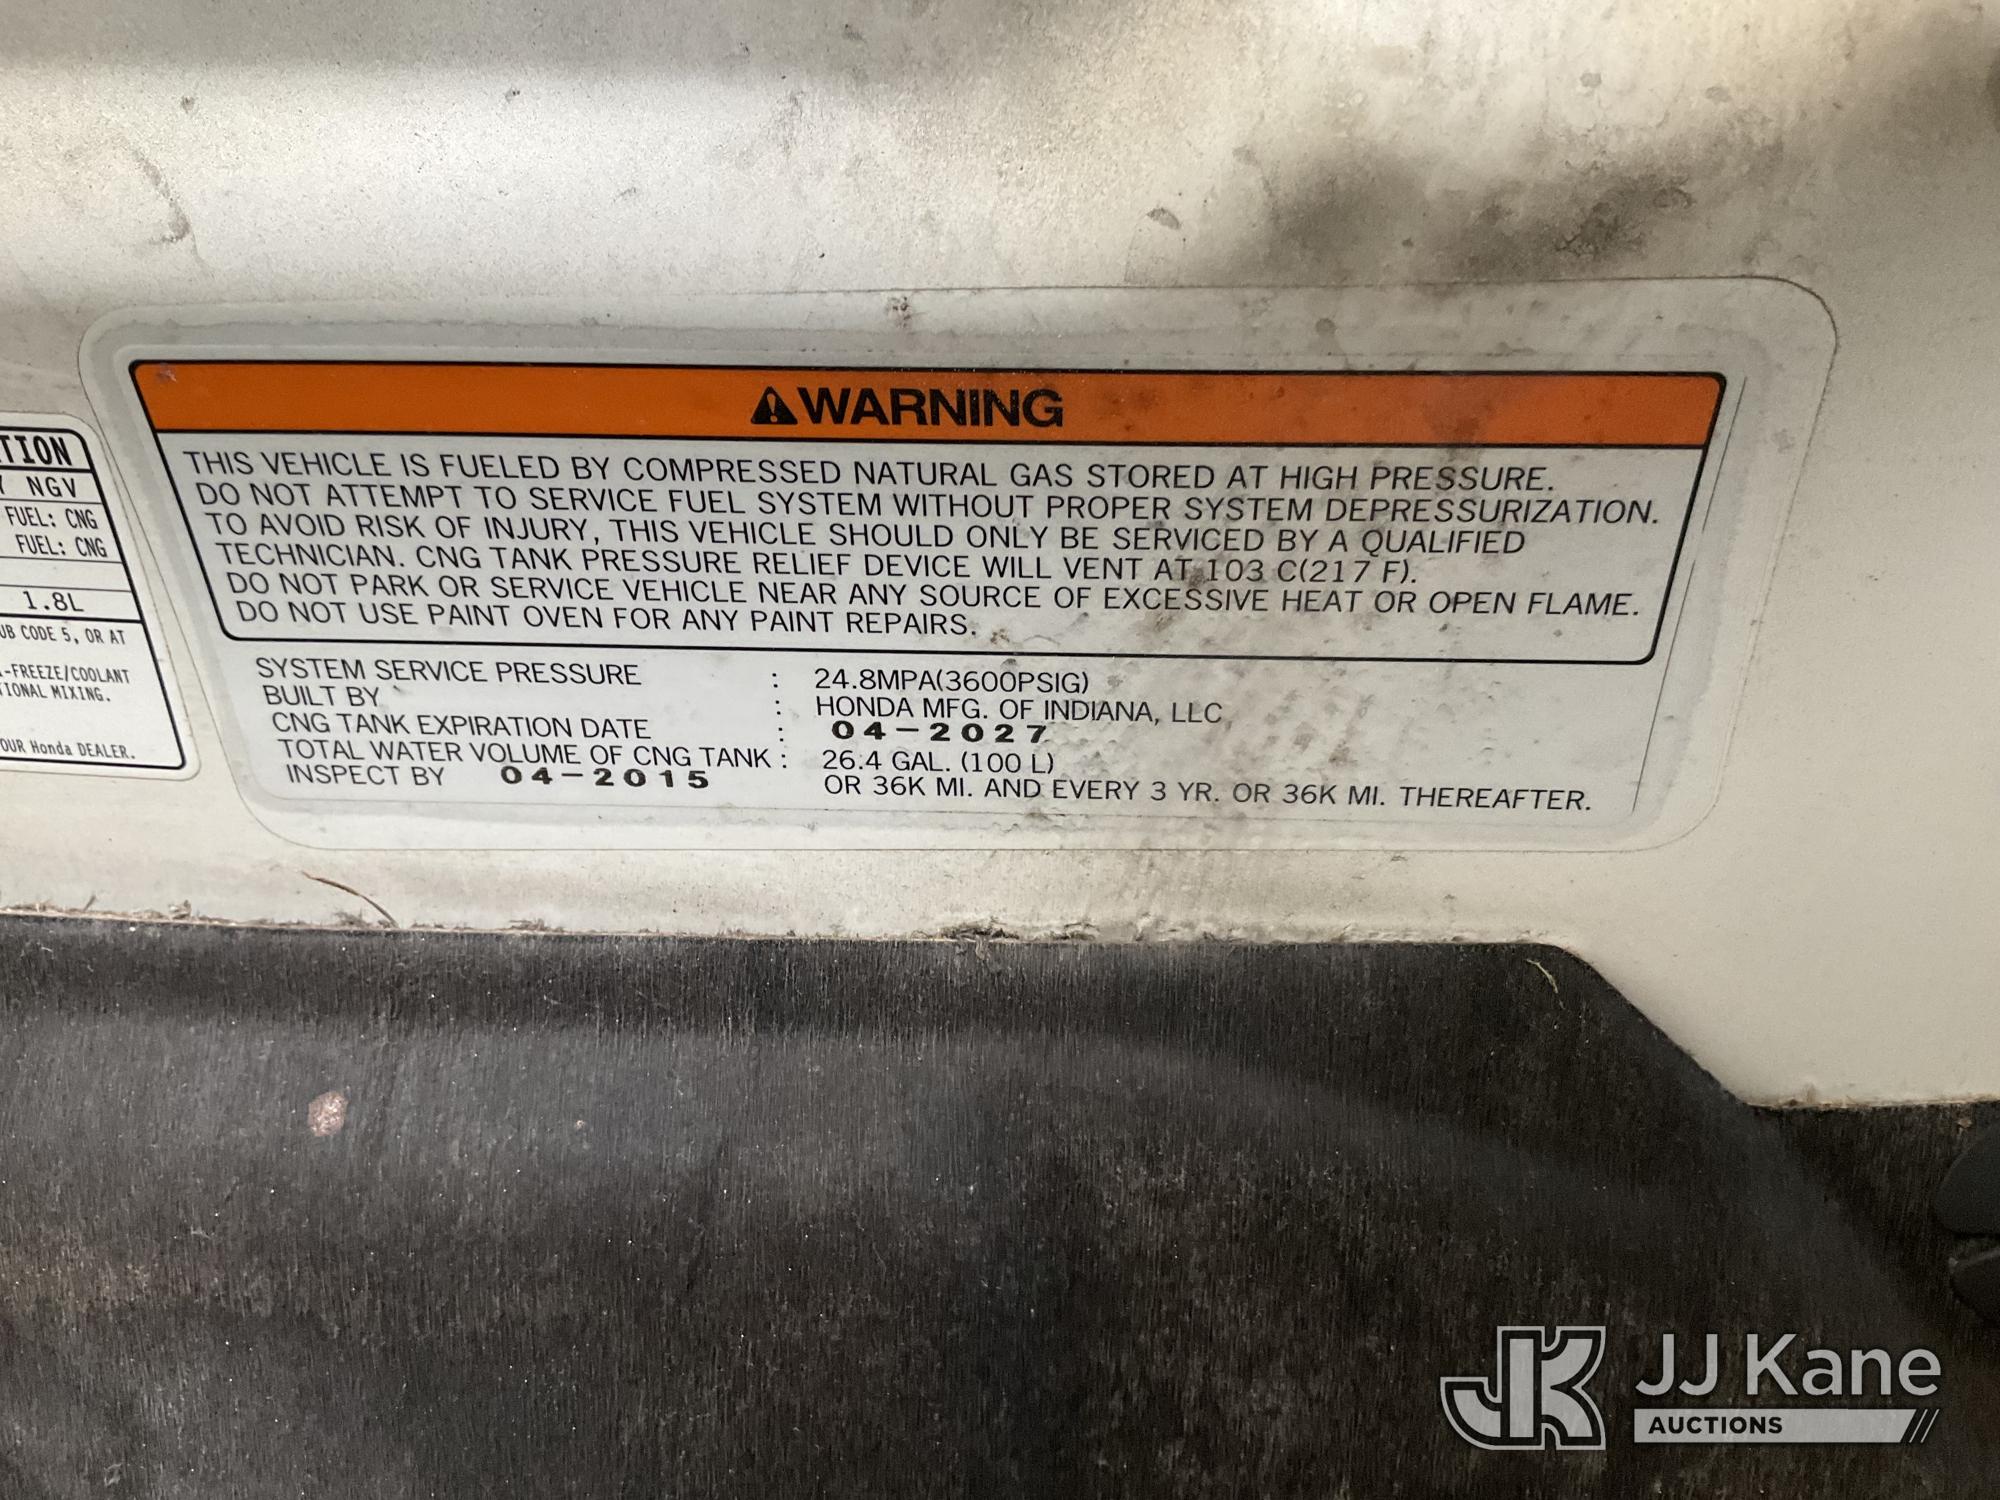 TION
Y NGV
FUEL: CNG
FUEL: CNG
1.8L
UB CODE 5, OR AT
-FREEZE/COOLANT
TIONAL MIXING.
OUR Honda DEALER.
WARNING
THIS VEHICLE IS FUELED BY COMPRESSED NATURAL GAS STORED AT HIGH PRESSURE.
DO NOT ATTEMPT TO SERVICE FUEL SYSTEM WITHOUT PROPER SYSTEM DEPRESSURIZATION.
TO AVOID RISK OF INJURY, THIS VEHICLE SHOULD ONLY BE SERVICED BY A QUALIFIED
TECHNICIAN. CNG TANK PRESSURE RELIEF DEVICE WILL VENT AT 103 C(217 F).
DO NOT PARK OR SERVICE VEHICLE NEAR ANY SOURCE OF EXCESSIVE HEAT OR OPEN FLAME.
DO NOT USE PAINT OVEN FOR ANY PAINT REPAIRS.
SYSTEM SERVICE PRESSURE : 24.8MPA(3600PSIG)
BUILT BY : HONDA MFG. OF INDIANA, LLC
CNG TANK EXPIRATION DATE : 04-2027
TOTAL WATER VOLUME OF CNG TANK : 26.4 GAL. (100 L)
INSPECT BY 04-2015 OR 36K MI. AND EVERY 3 YR. OR 36K MI. THEREAFTER.
JK JJ Kane
AUCTIONS